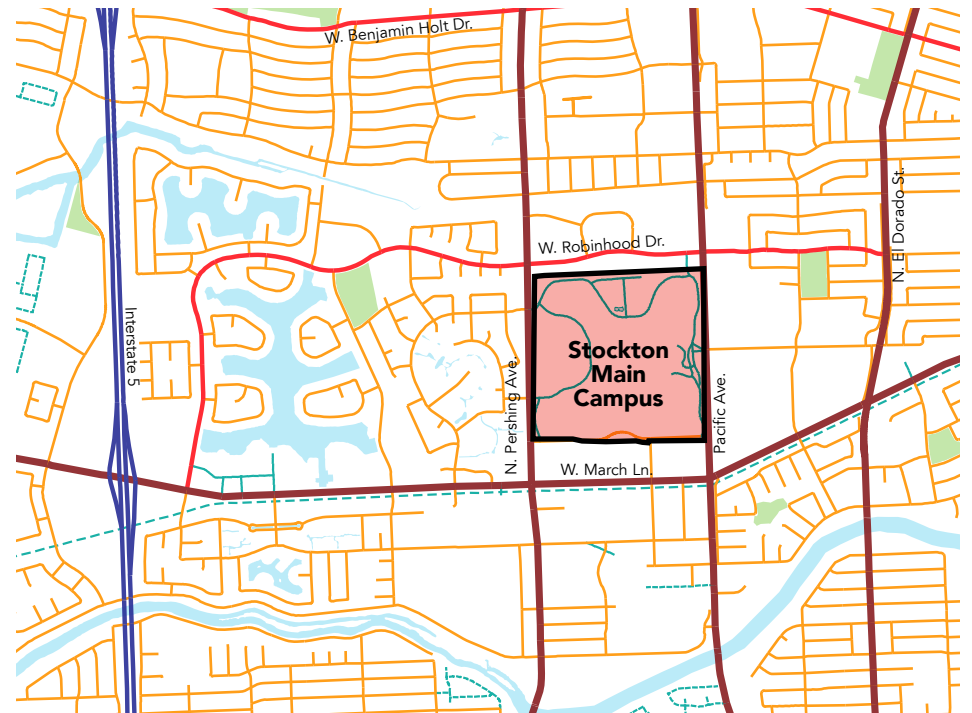 W. Benjamin Holt Dr.
N. El Dorado St.
W. Robinhood Dr.
Interstate 5
Stockton
Main
Campus
N. Pershing Ave.
Pacific Ave.
W. March Ln.